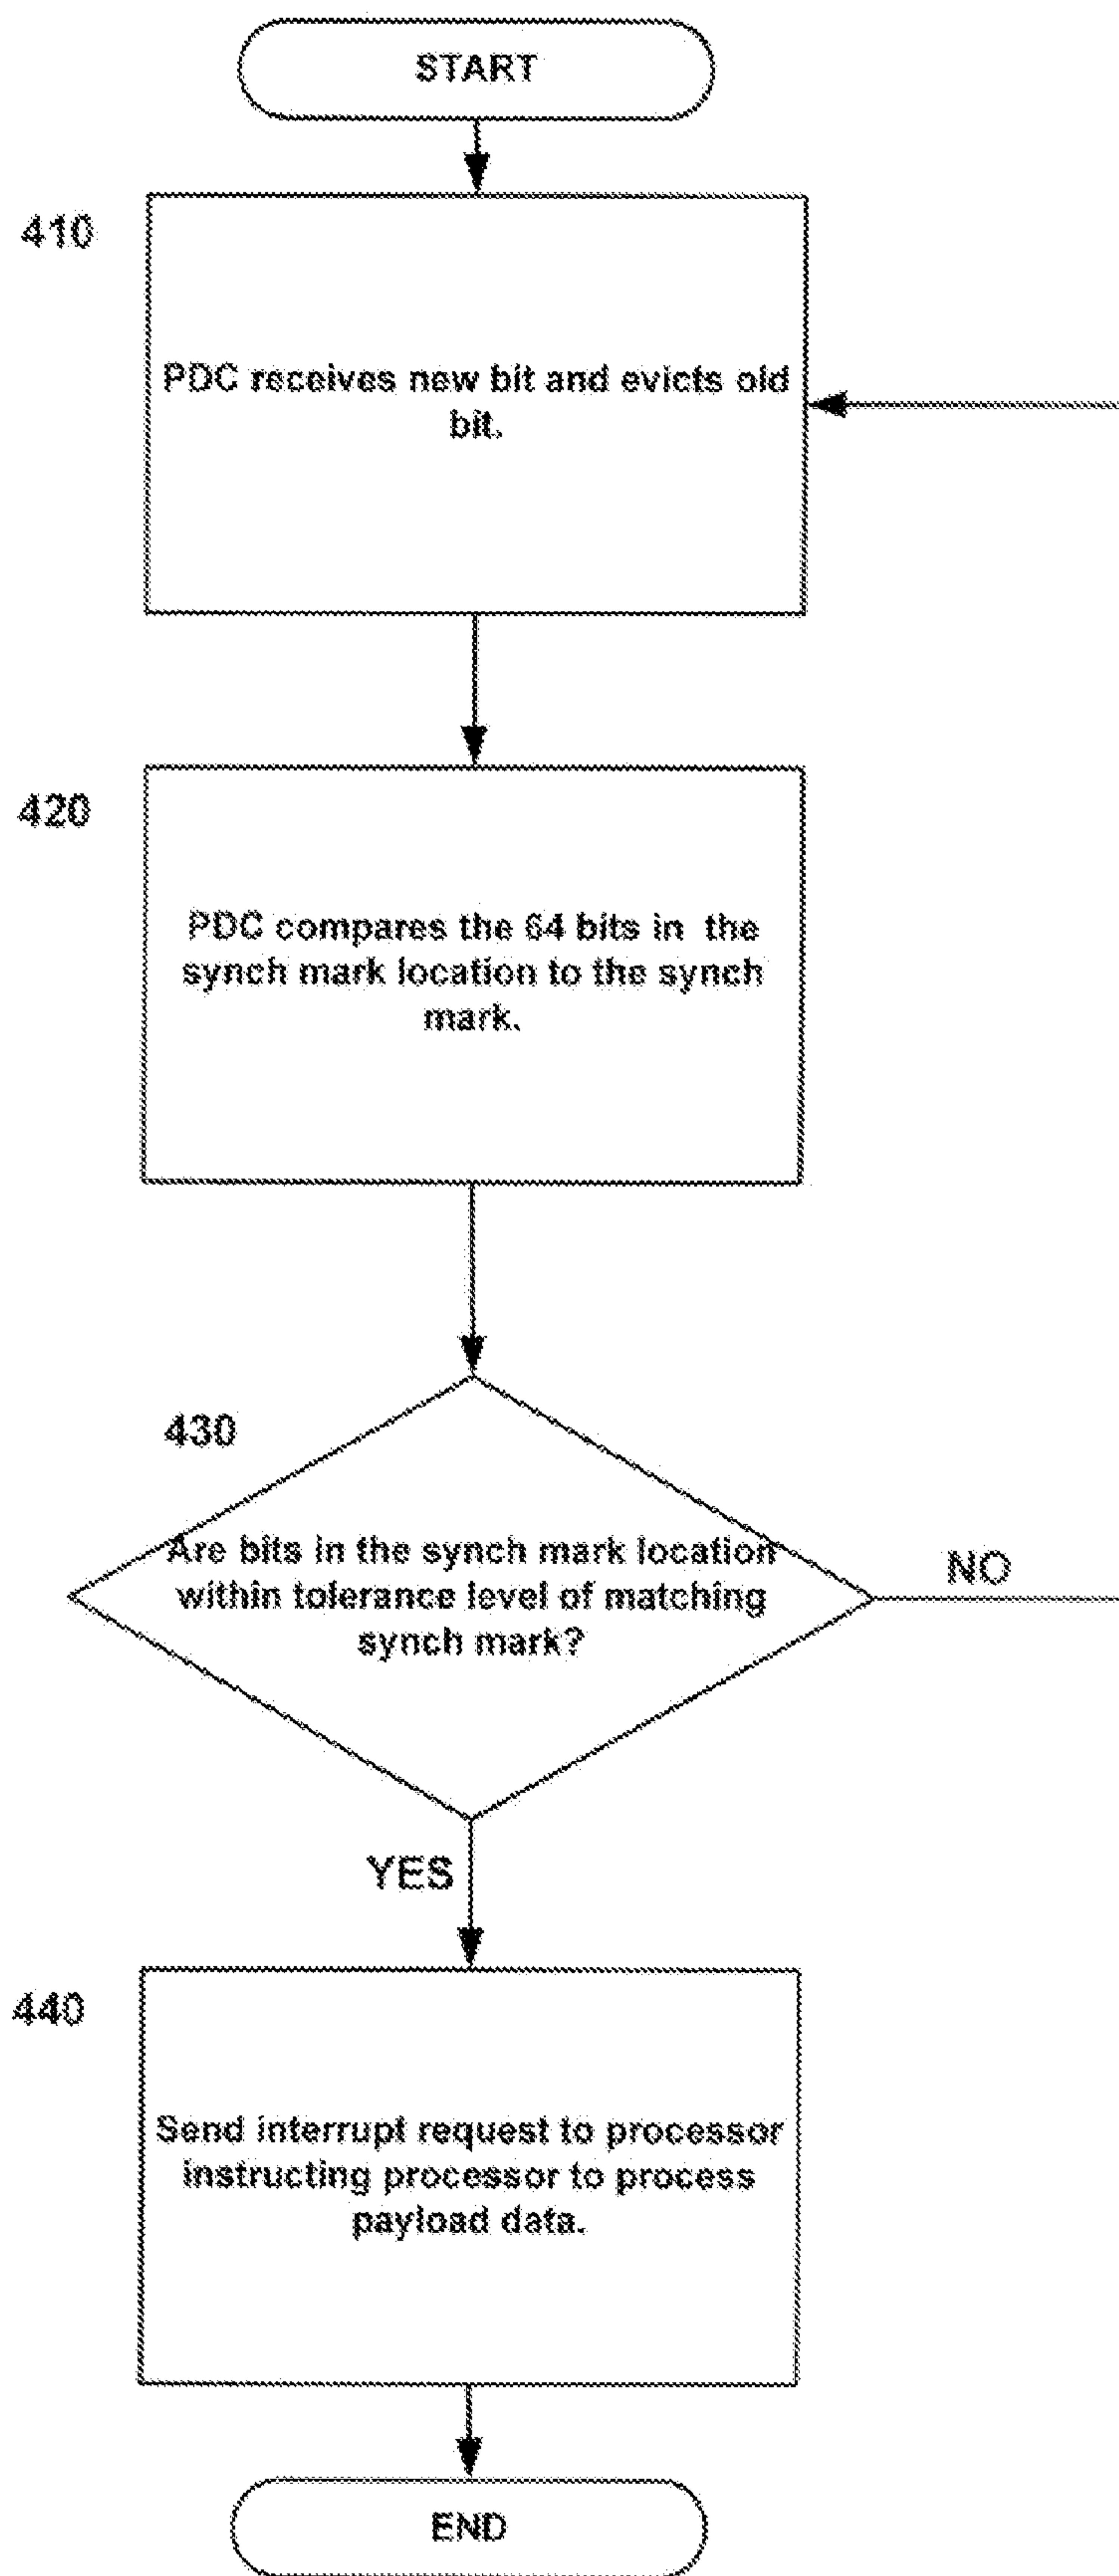 START
410
PDC receives new bit and evicts old
bit.
420
PDC compares the 64 bits in the
synch mark location to the synch
mark.
430
Are bits in the synch mark location
within tolerance level of matching
synch mark?
NO
YES
440
Send interrupt request to processor
instructing processor to process
payload data.
END